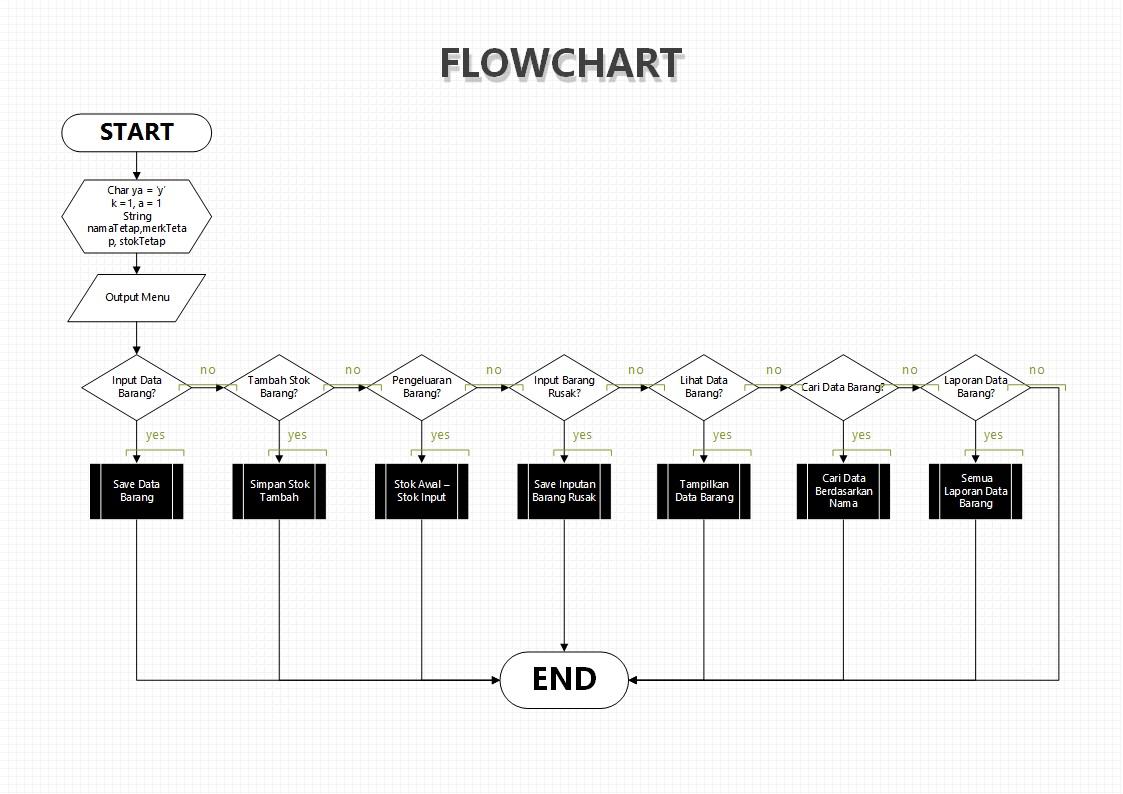 FLOWCHART
START
Char ya = 'y'
k =1, a = 1
String
namaTetap,merkTeta
p, stokTetap
Output Menu
Input Data
Barang?
no
Tambah Stok
Barang?
no
Pengeluaran
Barang?
no
Input Barang
Rusak?
no
Lihat Data
Barang?
no
Cari Data Barang?
no
Laporan Data
Barang?
no
yes
yes
yes
yes
yes
yes
yes
Save Data
Barang
Simpan Stok
Tambah
Stok Awal –
Stok Input
Save Inputan
Barang Rusak
Tampilkan
Data Barang
Cari Data
Berdasarkan
Nama
Semua
Laporan Data
Barang
END